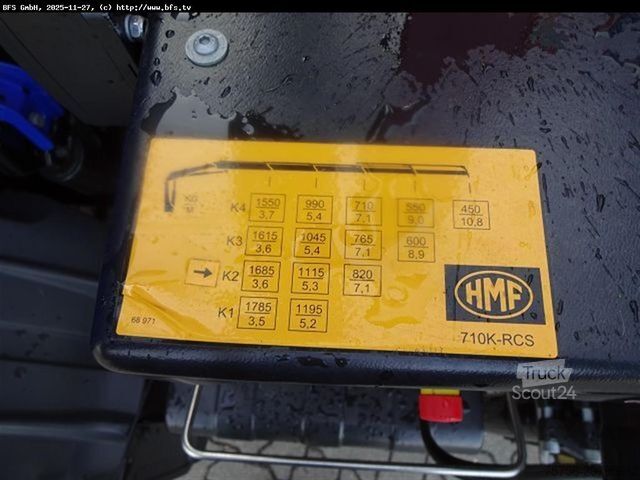 BFS GmbH, 2025-11-27, (c) http://www.bfs.tv
KG
M
K4 1550 990 710 550 450
3,7 5,4 7,1 9,0 10,8
K3 1615 1045 765 600
3,6 5,4 7,1 8,9
K2 1685 1115 820
3,6 5,3 7,1
K1 1785 1195
3,5 5,2
HMF
68 971
710K-RCS
Truck
Scout24